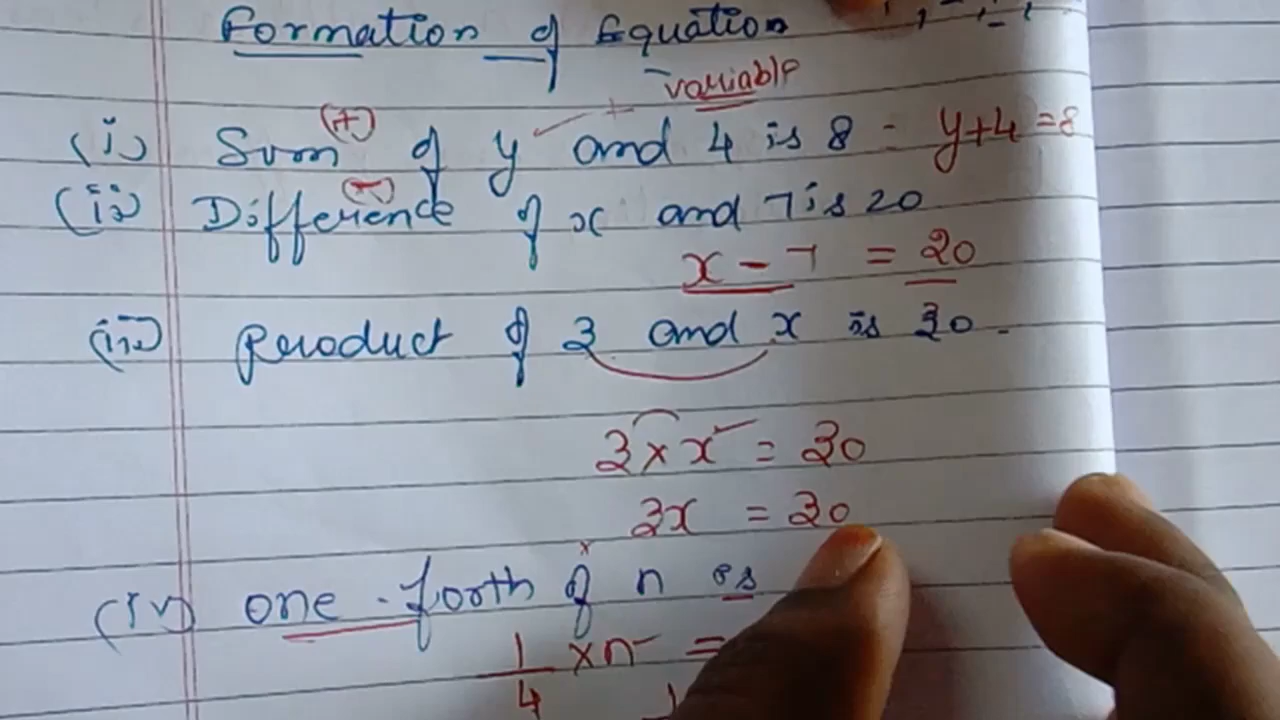 Formation of Equation
variable
(+)
(i) Sum of y and 4 is 8 - y+4=8
(-)
(ii) Difference of x and 7 is 20
x - 7 = 20
(iii) Product of 3 and x is 30.
3 × x = 30
3x = 30
×
(iv) one-forth of n is
1/4 × n =